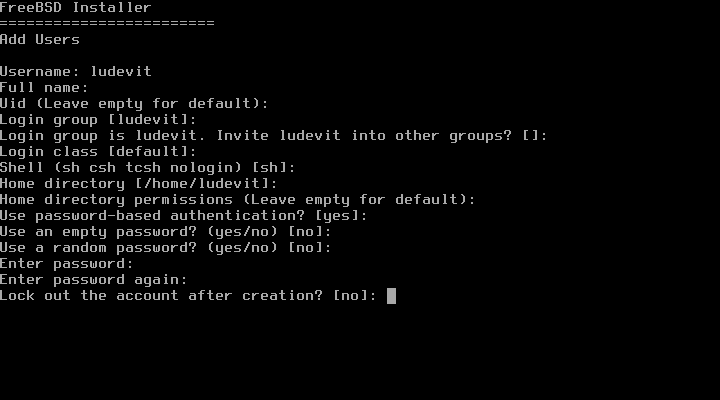 FreeBSD Installer
========================
Add Users

Username: ludevit
Full name:
Uid (Leave empty for default):
Login group [ludevit]:
Login group is ludevit. Invite ludevit into other groups? []:
Login class [default]:
Shell (sh csh tcsh nologin) [sh]:
Home directory [/home/ludevit]:
Home directory permissions (Leave empty for default):
Use password-based authentication? [yes]:
Use an empty password? (yes/no) [no]:
Use a random password? (yes/no) [no]:
Enter password:
Enter password again:
Lock out the account after creation? [no]: